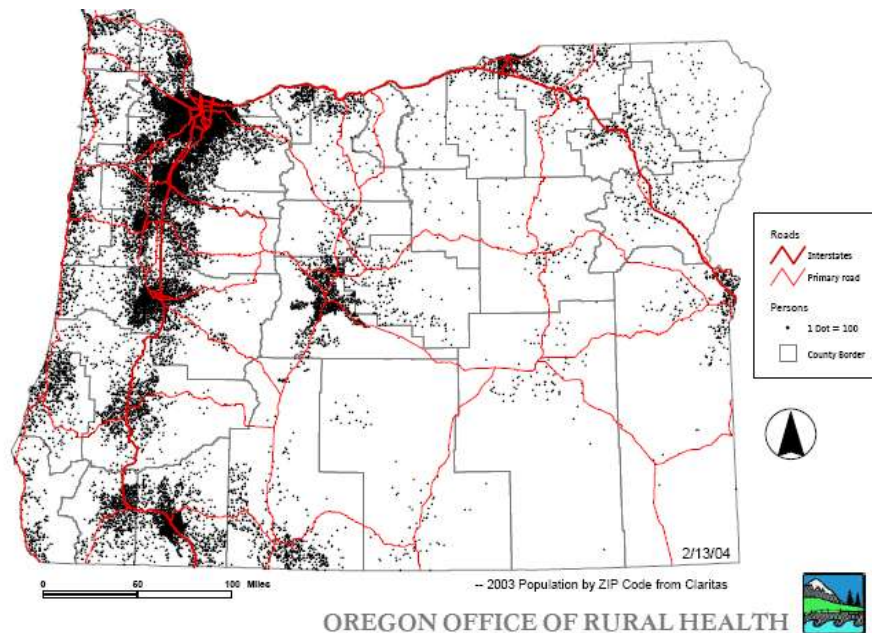 Roads
Interstates
Primary road
Persons
1 Dot = 100
County Border
2/13/04
0 60 100 Miles
-- 2003 Population by ZIP Code from Claritas
OREGON OFFICE OF RURAL HEALTH